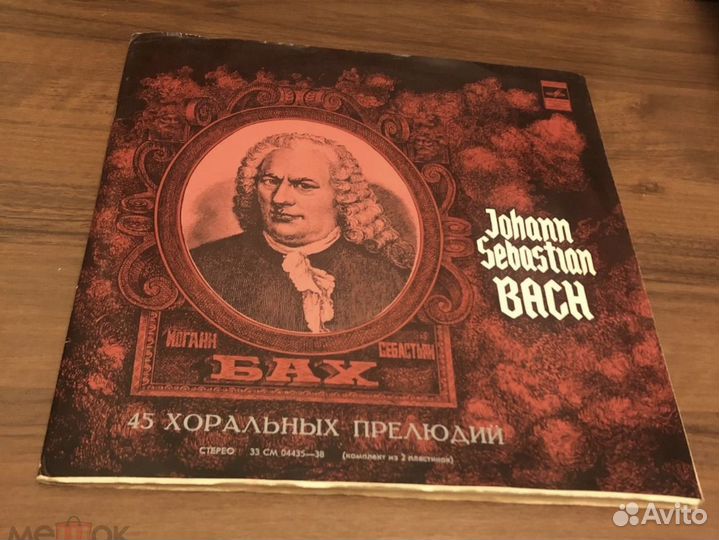 Johann
Sebastian
BACH
ИОГАНН СЕБАСТЬЯН
БАХ
45 ХОРАЛЬНЫХ ПРЕЛЮДИЙ
СТЕРЕО 33 СМ 04435—38 (комплект из 2 пластинок)
мешок
Avito